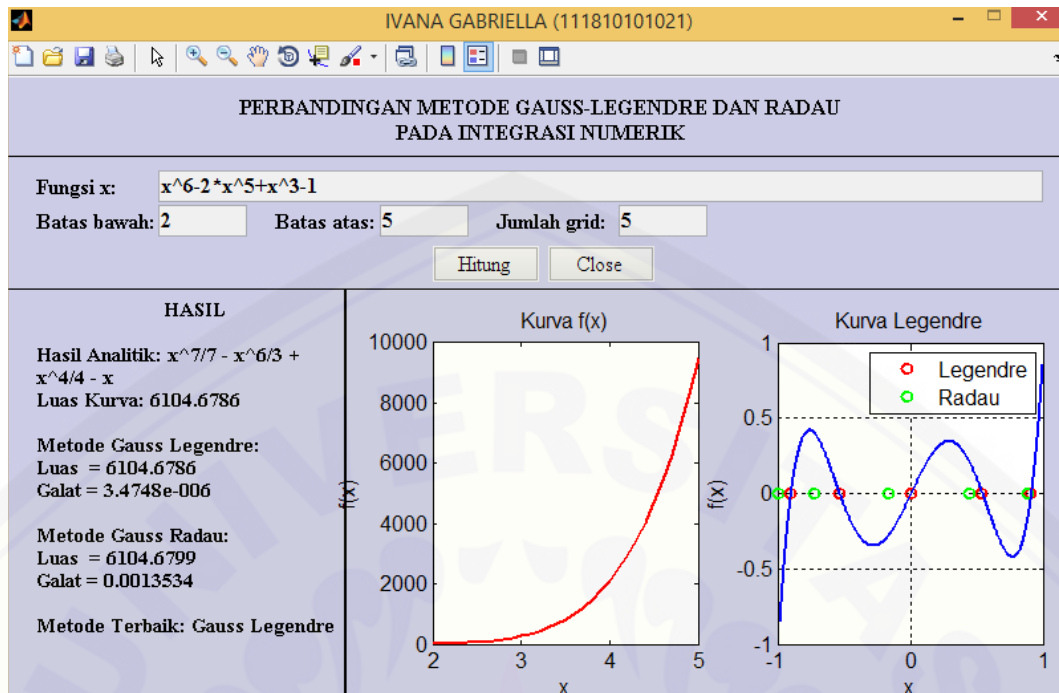 IVANA GABRIELLA (111810101021)
PERBANDINGAN METODE GAUSS-LEGENDRE DAN RADAU
PADA INTEGRASI NUMERIK
Fungsi x: x^6-2*x^5+x^3-1
Batas bawah: 2 Batas atas: 5 Jumlah grid: 5
Hitung Close
HASIL
Hasil Analitik: x^7/7 - x^6/3 +
x^4/4 - x
Luas Kurva: 6104.6786
Metode Gauss Legendre:
Luas = 6104.6786
Galat = 3.4748e-006
Metode Gauss Radau:
Luas = 6104.6799
Galat = 0.0013534
Metode Terbaik: Gauss Legendre
Kurva f(x)
10000
8000
6000
4000
2000
0
f(x)
2 3 4 5
x
Kurva Legendre
Legendre
Radau
1
0.5
0
-0.5
-1
f(x)
-1 0 1
x
UNIVERSITAS